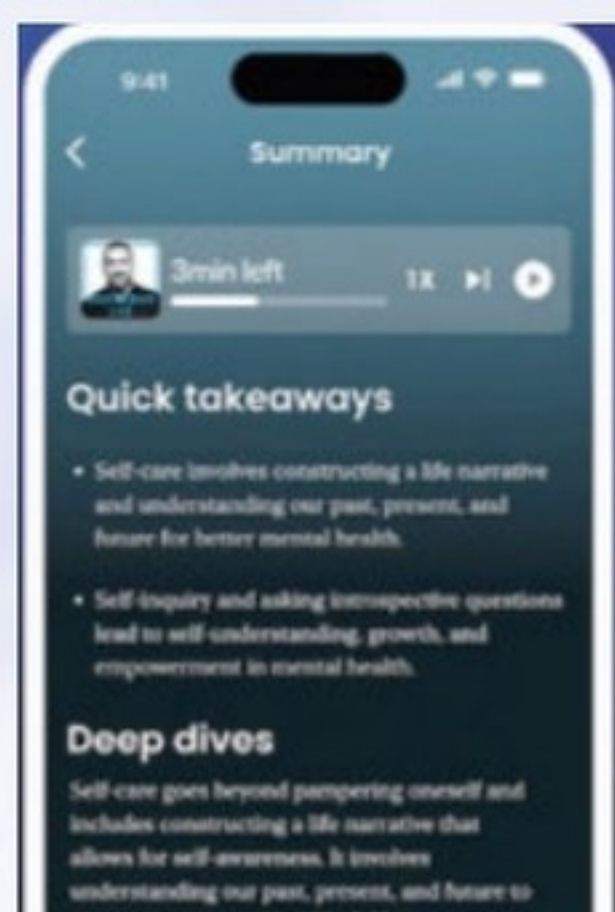 9:41
Summary
3min left
1X
Quick takeaways
• Self-care involves constructing a life narrative
and understanding our past, present, and
future for better mental health.
• Self-inquiry and asking introspective questions
lead to self-understanding, growth, and
empowerment in mental health.
Deep dives
Self-care goes beyond pampering oneself and
includes constructing a life narrative that
allows for self-awareness. It involves
understanding our past, present, and future to